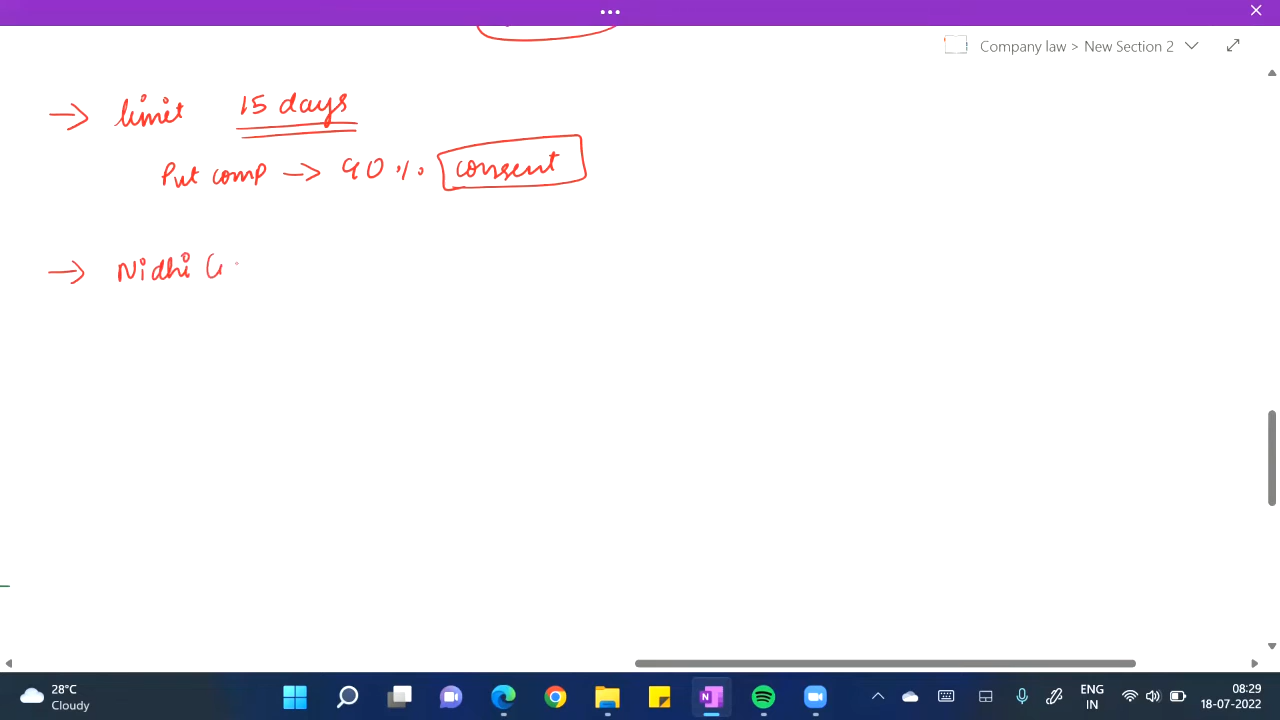 Company law > New Section 2
→ limit 15 days
Put comp → 90 % consent
→ Nidhi
28°C
Cloudy
ENG
IN
08:29
18-07-2022